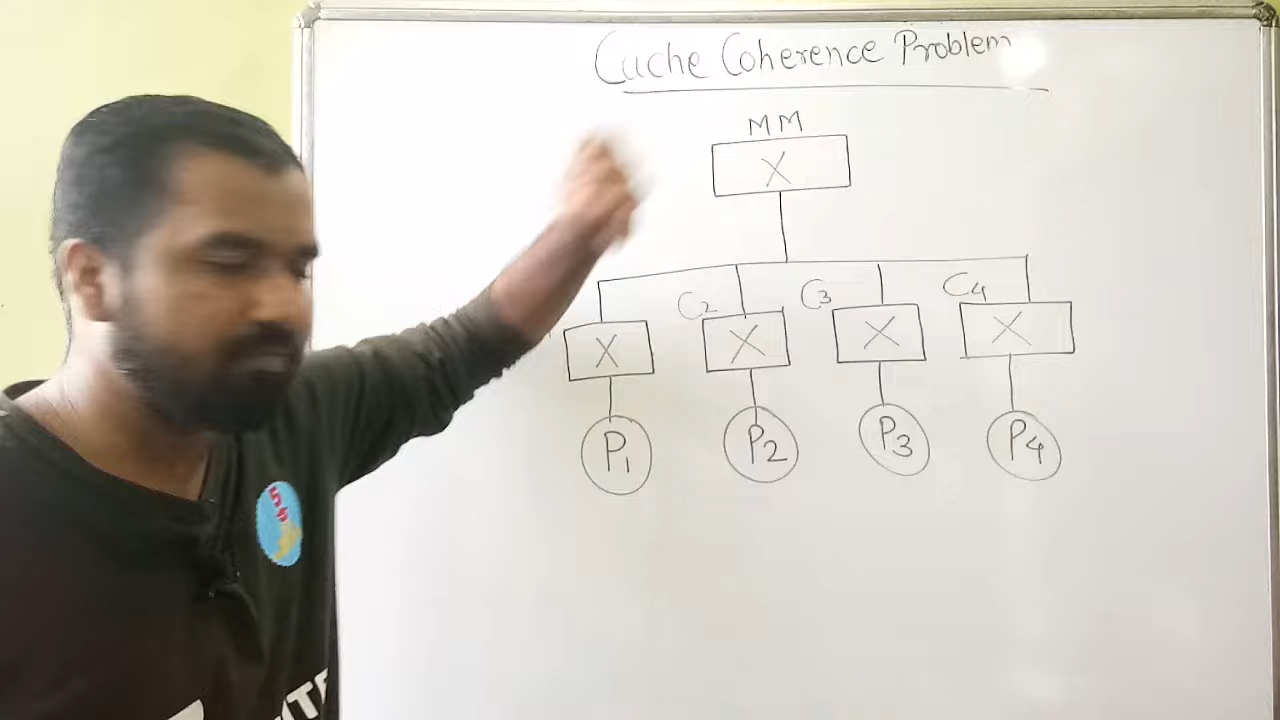 Cache Coherence Problem
MM
X
C2 C3 C4
X X X X
P1 P2 P3 P4